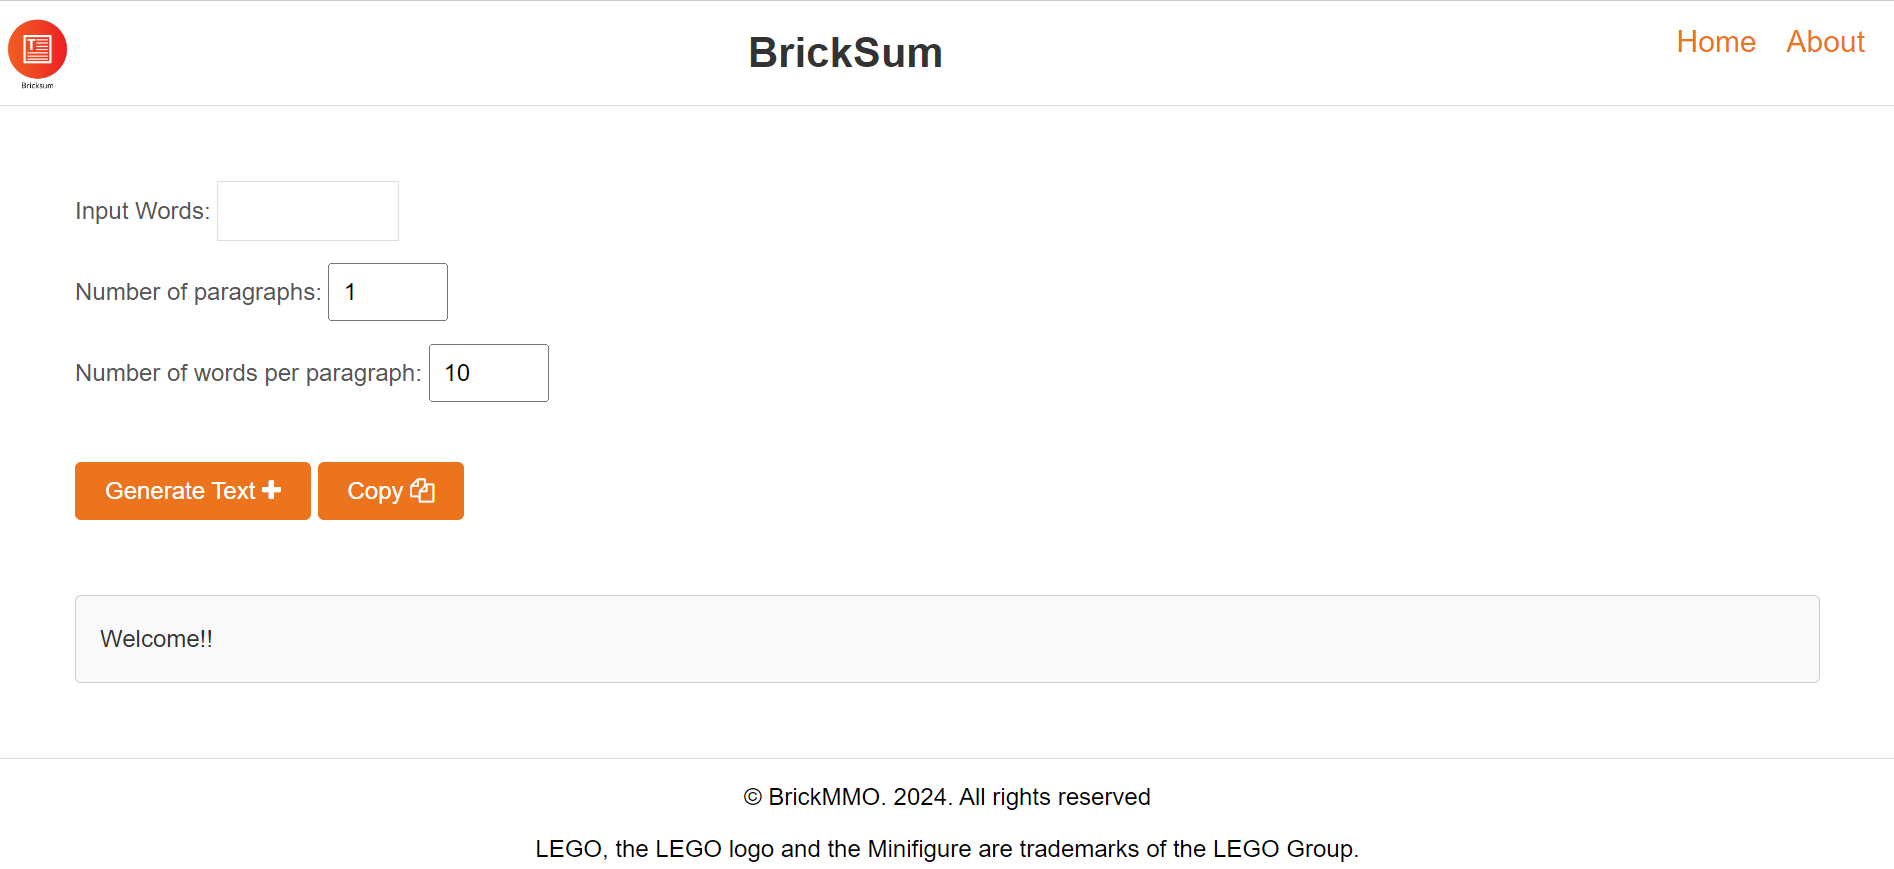 T
Bricksum
BrickSum
Home About
Input Words:
Number of paragraphs: 1
Number of words per paragraph: 10
Generate Text Copy
Welcome!!
© BrickMMO. 2024. All rights reserved
LEGO, the LEGO logo and the Minifigure are trademarks of the LEGO Group.